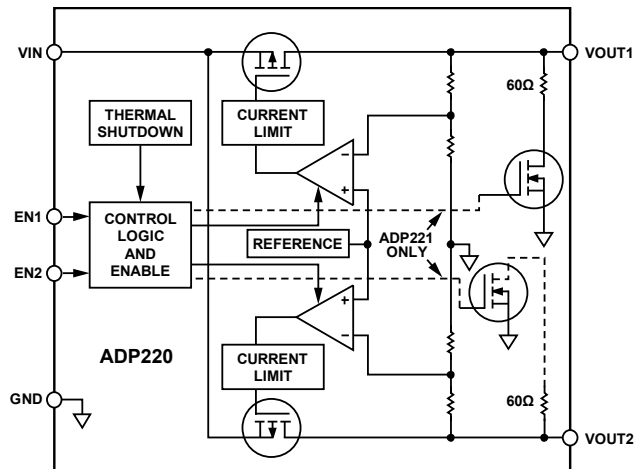 VIN
VOUT1
60Ω
THERMAL
SHUTDOWN
CURRENT
LIMIT
–
+
EN1
CONTROL
LOGIC
AND
ENABLE
EN2
REFERENCE
ADP221
ONLY
+
–
ADP220
CURRENT
LIMIT
GND
60Ω
VOUT2